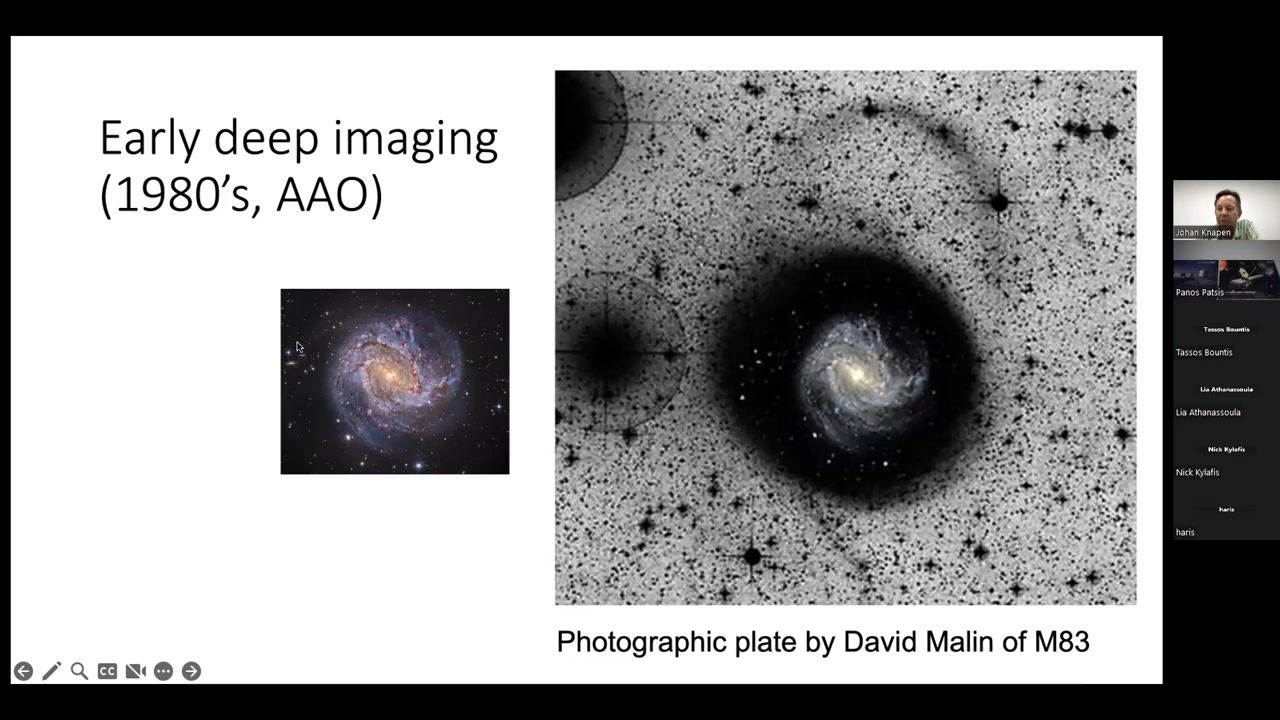 Early deep imaging
(1980’s, AAO)
Photographic plate by David Malin of M83
CC
Johan Knapen
Panos Patsis
Tassos Bountis
Tassos Bountis
Lia Athanassoula
Lia Athanassoula
Nick Kylafis
Nick Kylafis
haris
haris